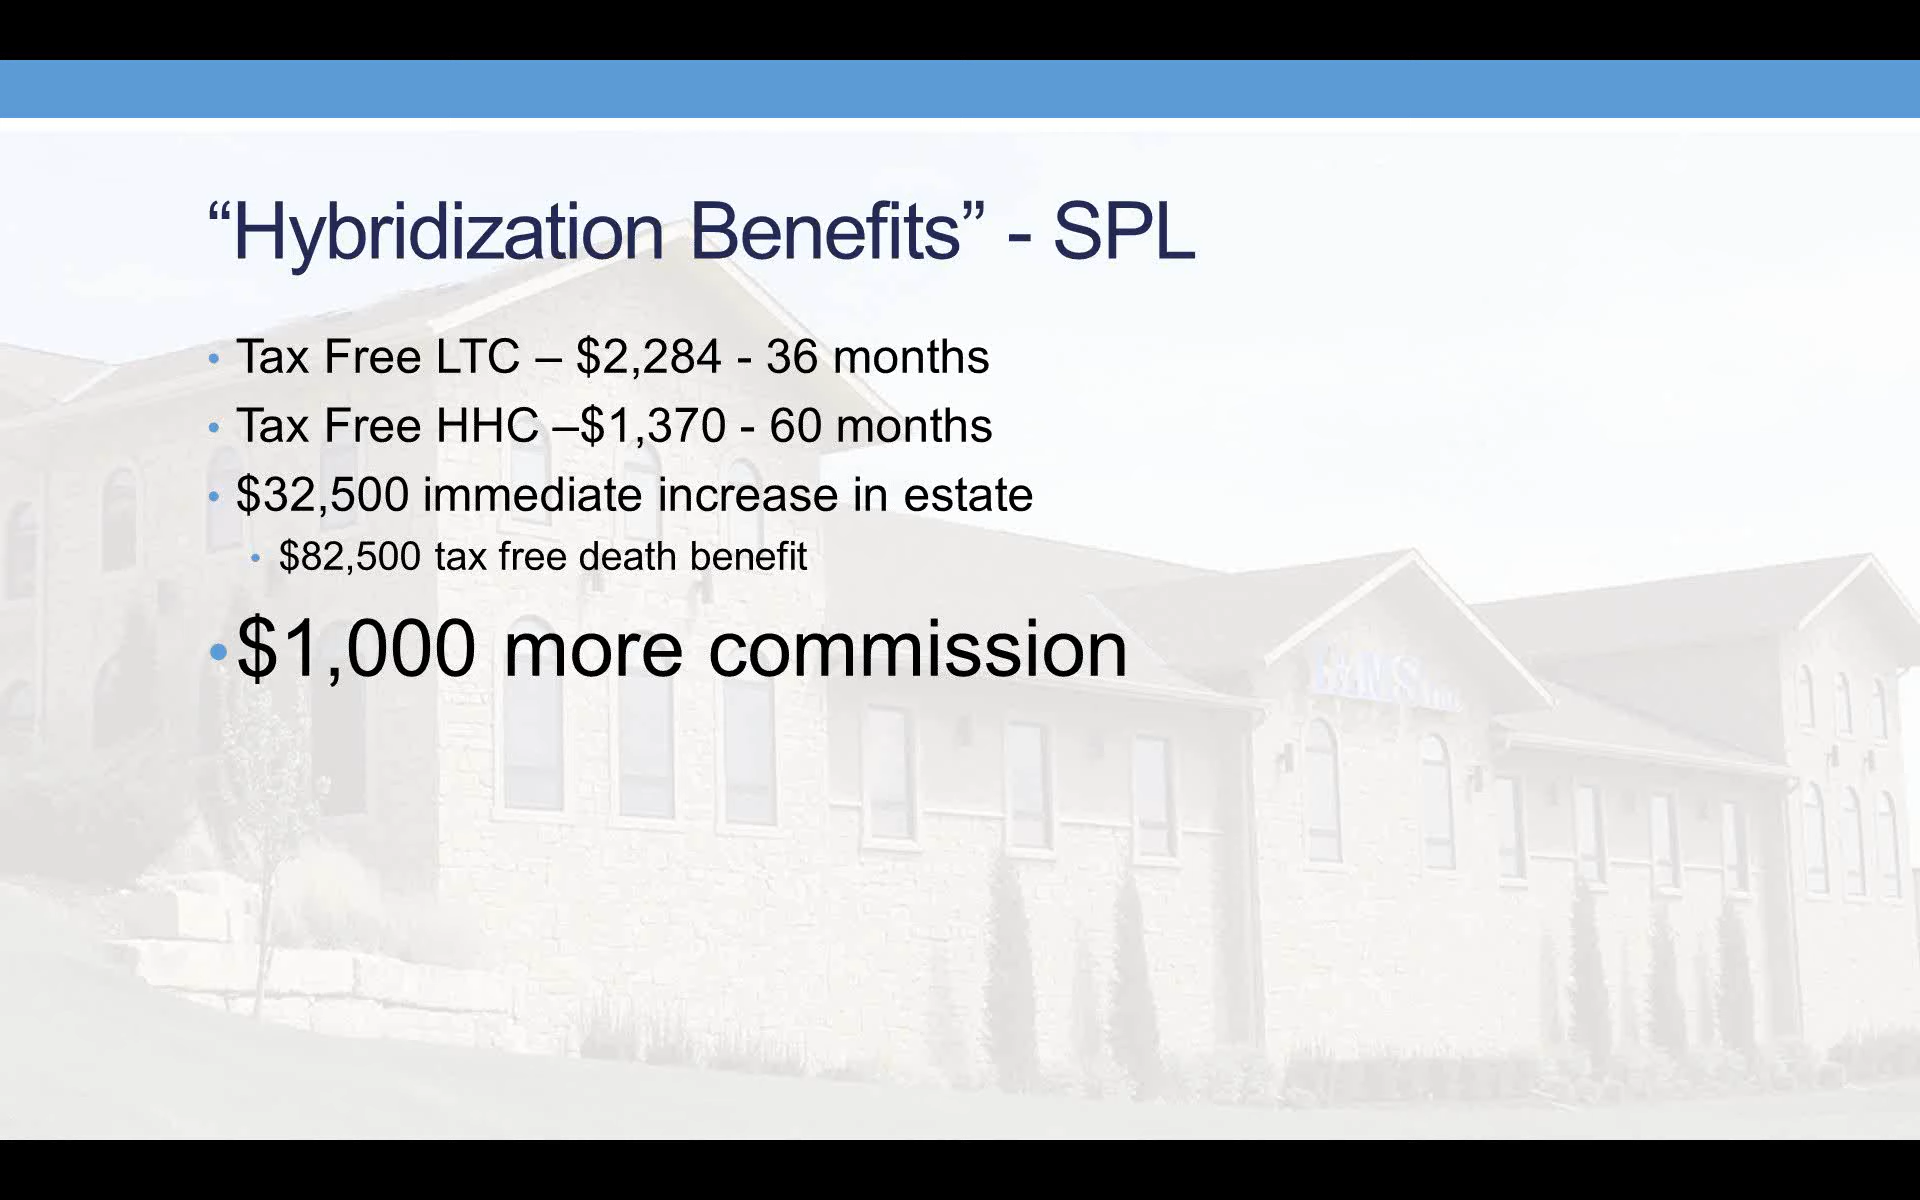 “Hybridization Benefits” - SPL
• Tax Free LTC – $2,284 - 36 months
• Tax Free HHC –$1,370 - 60 months
• $32,500 immediate increase in estate
• $82,500 tax free death benefit
• $1,000 more commission